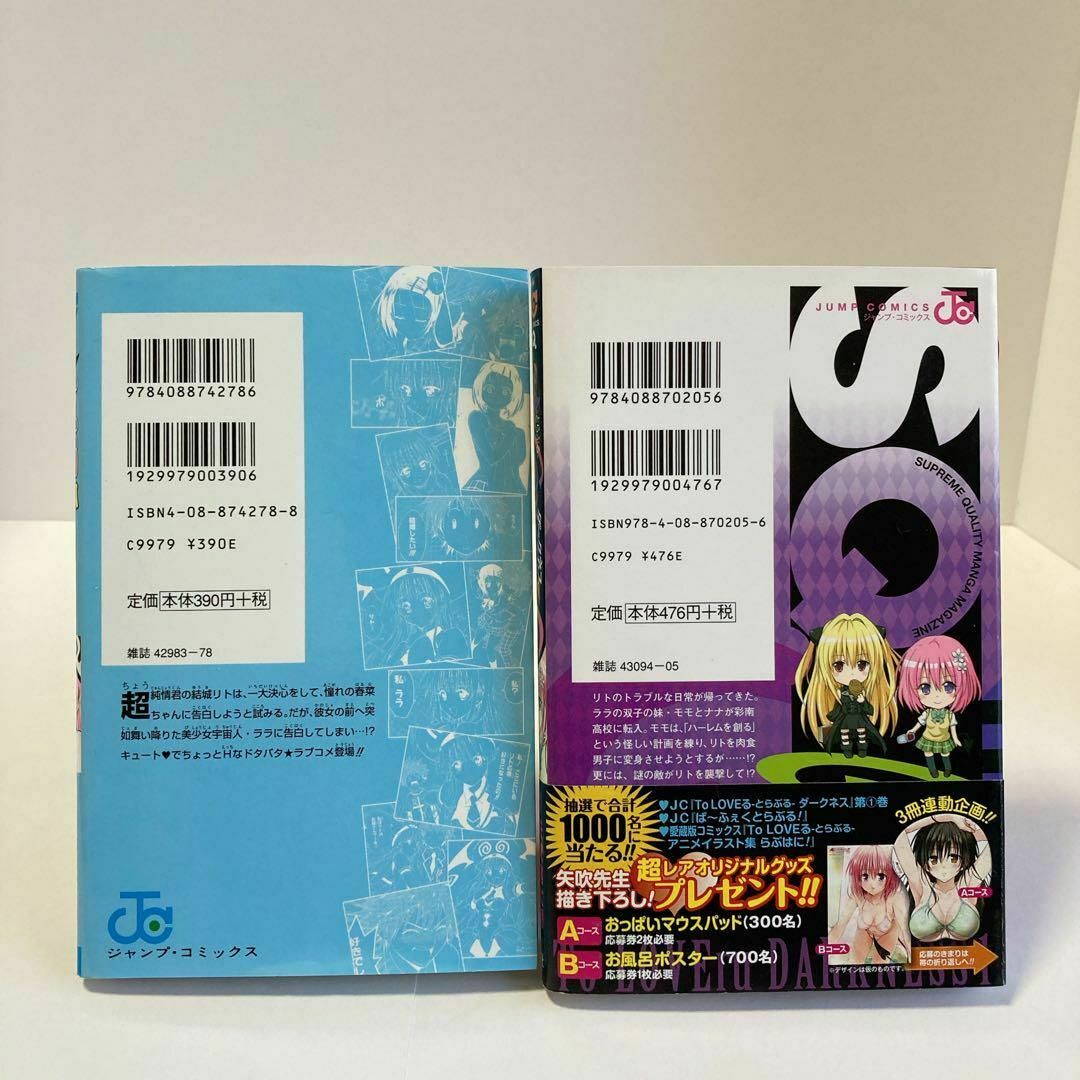 9784088742786
1929979003906
ISBN4-08-874278-8
C9979 ¥390E
定価 本体390円+税
雑誌 42983-78
ちょう
超純情君の結城リトは、一大決心をして、憧れの春菜
ちゃんに告白しようと試みる。だが、彼女の前へ突
如舞い降りた美少女宇宙人・ララに告白してしまい…!?
キュート♥でちょっとHなドタバタ★ラブコメ登場!!
ジャンプ・コミックス
結婚したい!!!
私ララ
私?
JUMP COMICS
ジャンプ・コミックス
SQ
SUPREME QUALITY MANGA MAGAZINE
9784088702056
1929979004767
ISBN978-4-08-870205-6
C9979 ¥476E
定価 本体476円+税
雑誌 43094-05
リトのトラブルな日常が帰ってきた。
ララの双子の妹・モモとナナが彩南
高校に転入。モモは、「ハーレムを創る」
という怪しい計画を練り、リトを肉食
男子に変身させようとするが……!?
更には、謎の敵がリトを襲撃して!?
抽選で合計
1000名に
当たる!!
♥JC『To LOVEる-とらぶる- ダークネス』第①巻
♥JC『ぱ〜ふぇくとらぶる!』
♥愛蔵版コミックス『To LOVEる-とらぶる-
アニメイラスト集 らぶはに!』
3冊連動企画!!
矢吹先生
描き下ろし!
超レアオリジナルグッズ
プレゼント!!
Aコース おっぱいマウスパッド(300名)
応募券2枚必要
Bコース お風呂ポスター(700名)
応募券1枚必要
Aコース
Bコース
※デザインは仮のものです。
応募のきまりは
帯の折り返しへ!!
To LOVEru DARKNESS 1